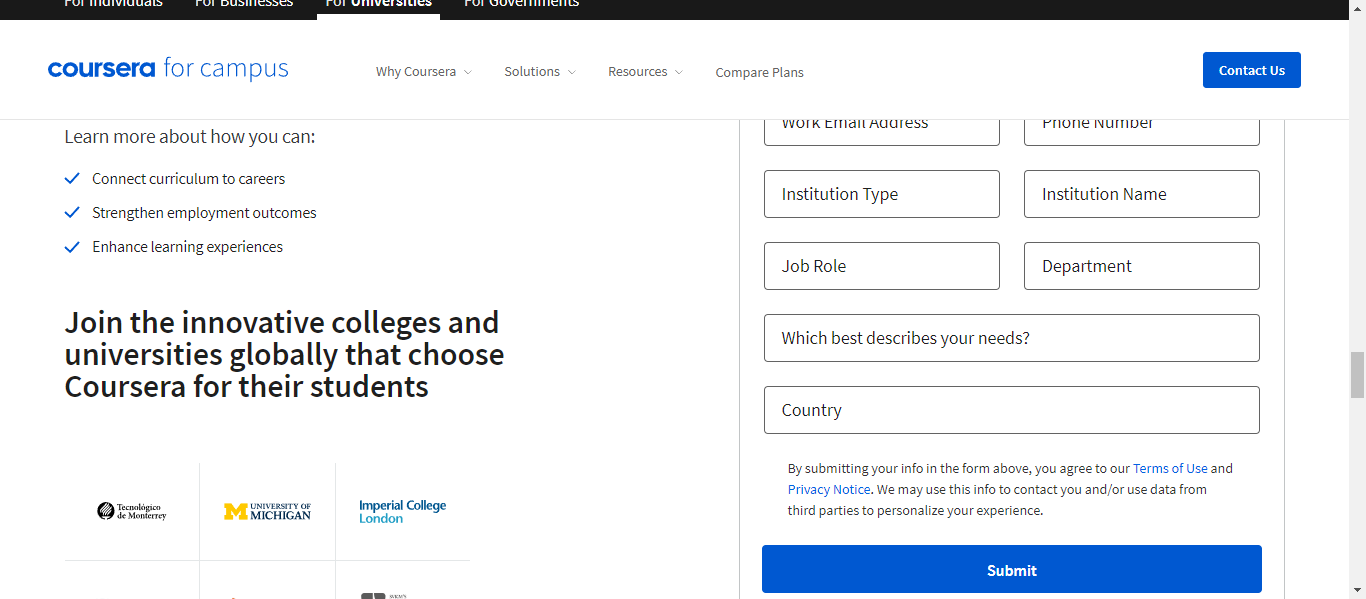 For Individuals
For Businesses
For Universities
For Governments
coursera for campus
Why Coursera
Solutions
Resources
Compare Plans
Contact Us
Learn more about how you can:
Connect curriculum to careers
Strengthen employment outcomes
Enhance learning experiences
Join the innovative colleges and
universities globally that choose
Coursera for their students
Tecnológico
de Monterrey
M UNIVERSITY OF
MICHIGAN
Imperial College
London
Work Email Address
Phone Number
Institution Type
Institution Name
Job Role
Department
Which best describes your needs?
Country
By submitting your info in the form above, you agree to our Terms of Use and
Privacy Notice. We may use this info to contact you and/or use data from
third parties to personalize your experience.
Submit